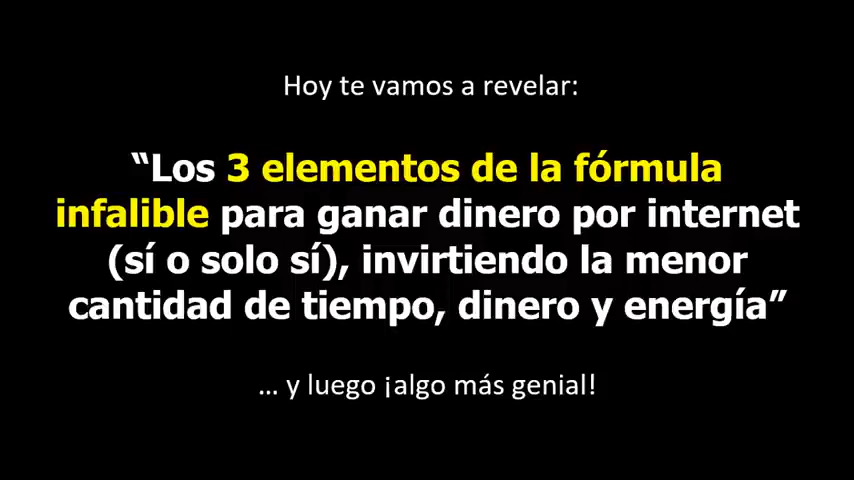 Hoy te vamos a revelar:
“Los 3 elementos de la fórmula
infalible para ganar dinero por internet
(sí o solo sí), invirtiendo la menor
cantidad de tiempo, dinero y energía”
... y luego ¡algo más genial!